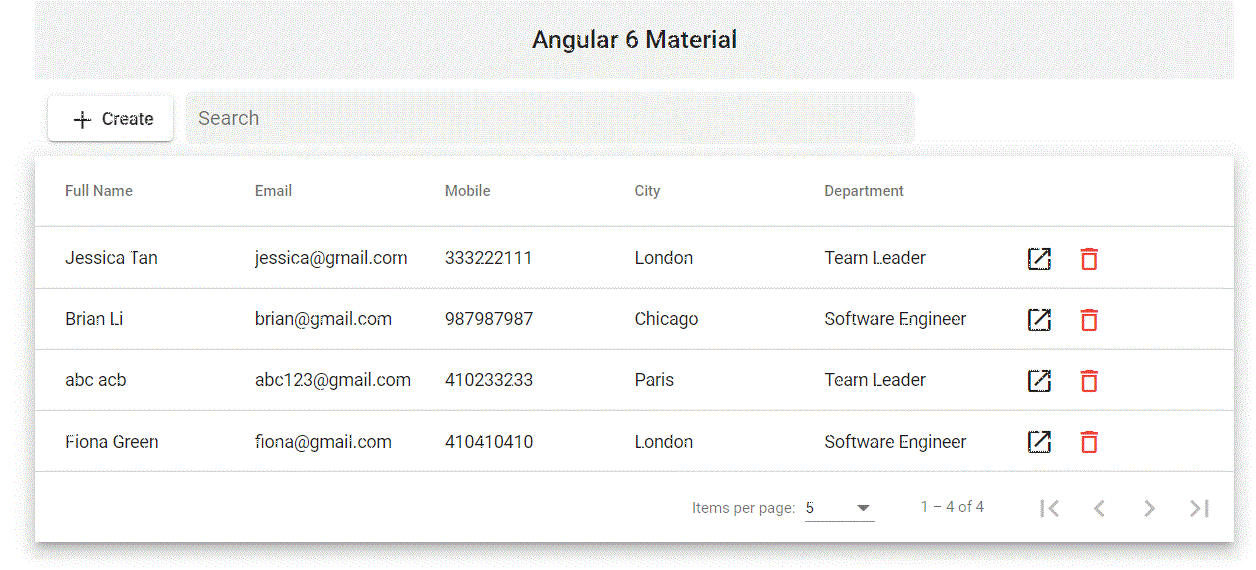 Angular 6 Material
Create Search
Full Name Email Mobile City Department
Jessica Tan jessica@gmail.com 333222111 London Team Leader
Brian Li brian@gmail.com 987987987 Chicago Software Engineer
abc acb abc123@gmail.com 410233233 Paris Team Leader
Fiona Green fiona@gmail.com 410410410 London Software Engineer
Items per page: 5 1 – 4 of 4